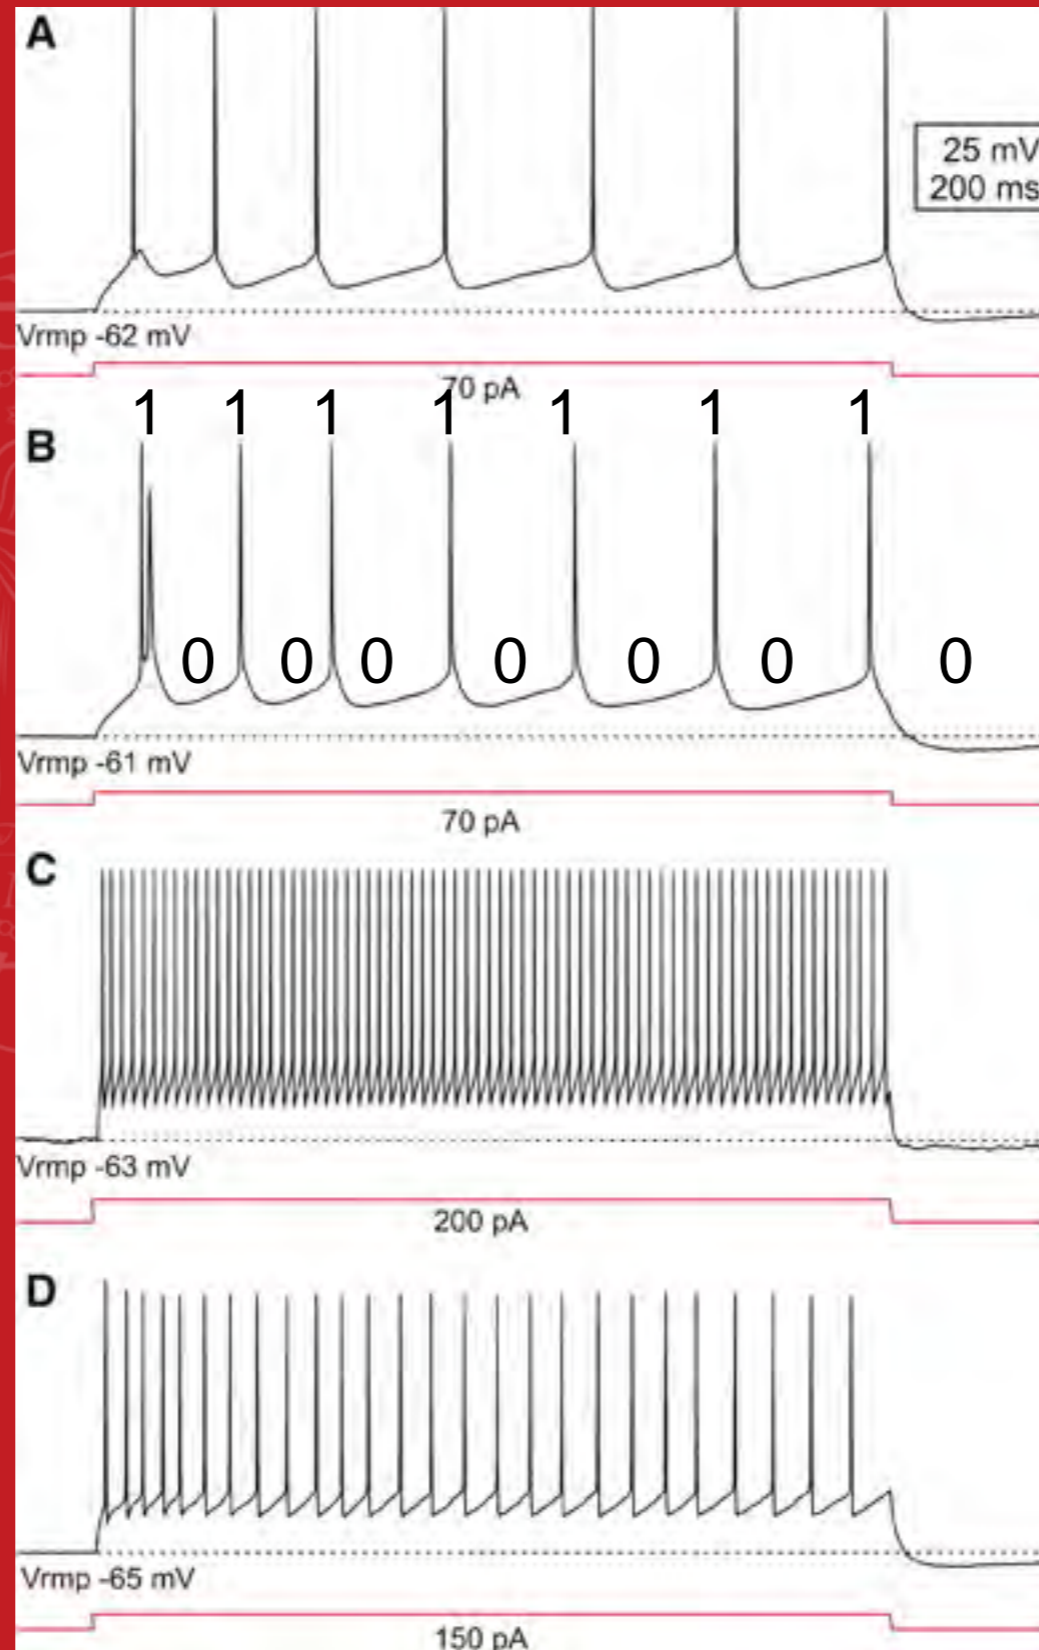 A
25 mV
200 ms
Vrmp -62 mV
70 pA
1 1 1 1 1 1 1
B
0 0 0 0 0 0 0
Vrmp -61 mV
70 pA
C
Vrmp -63 mV
200 pA
D
Vrmp -65 mV
150 pA